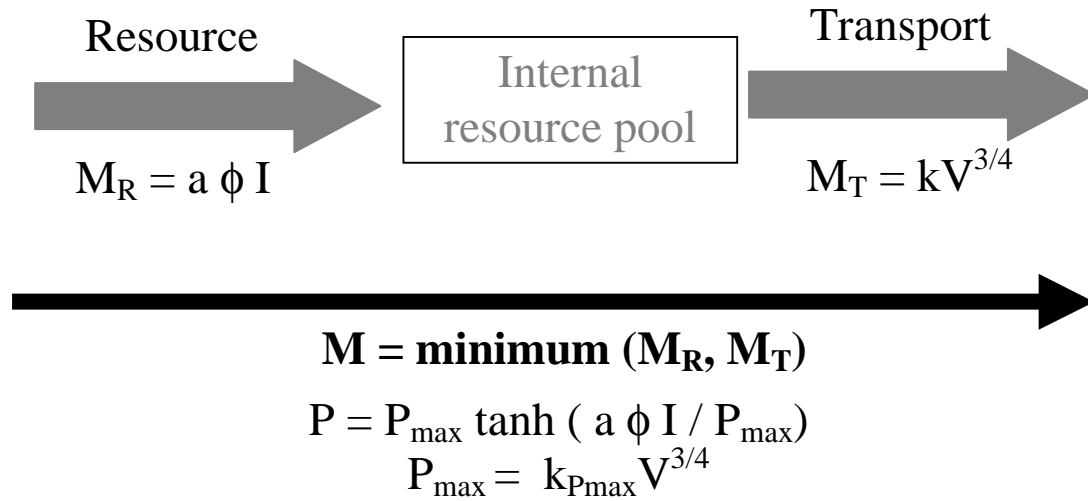 Resource
Transport
Internal
resource pool
M_R = a ϕ I
M_T = kV^{3/4}
M = minimum (M_R, M_T)
P = P_max tanh ( a ϕ I / P_max)
P_max = k_Pmax V^{3/4}